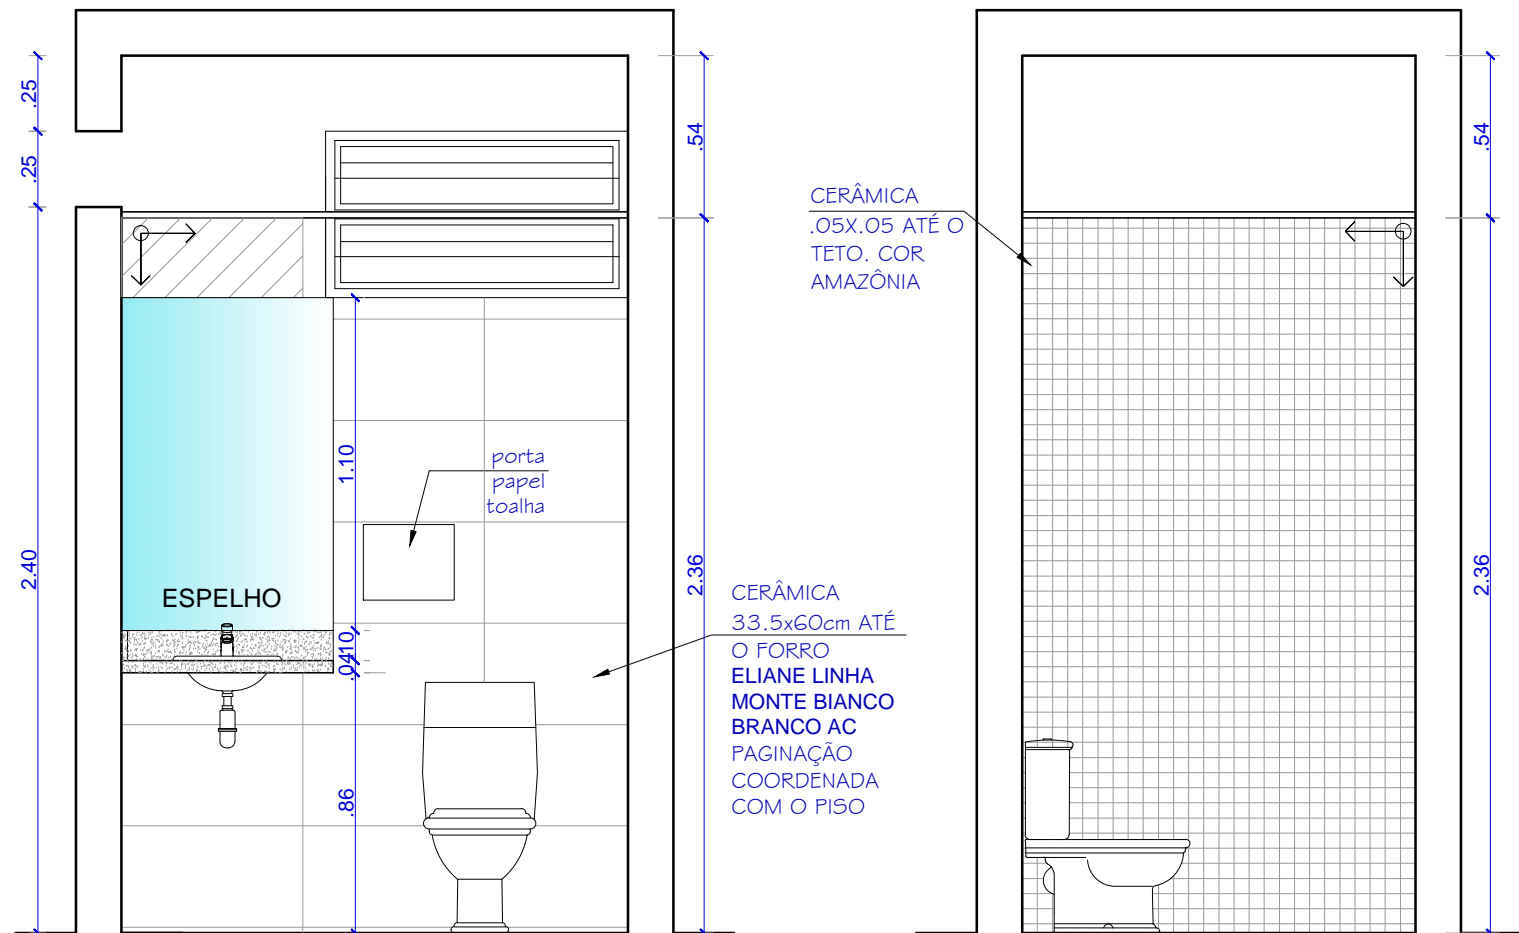 .25
.25
2.40
ESPELHO
1.10
.10
.04
.86
porta
papel
toalha
.54
2.36
CERÂMICA
33.5x60cm ATÉ
O FORRO
ELIANE LINHA
MONTE BIANCO
BRANCO AC
PAGINAÇÃO
COORDENADA
COM O PISO
CERÂMICA
.05X.05 ATÉ O
TETO. COR
AMAZÔNIA
.54
2.36